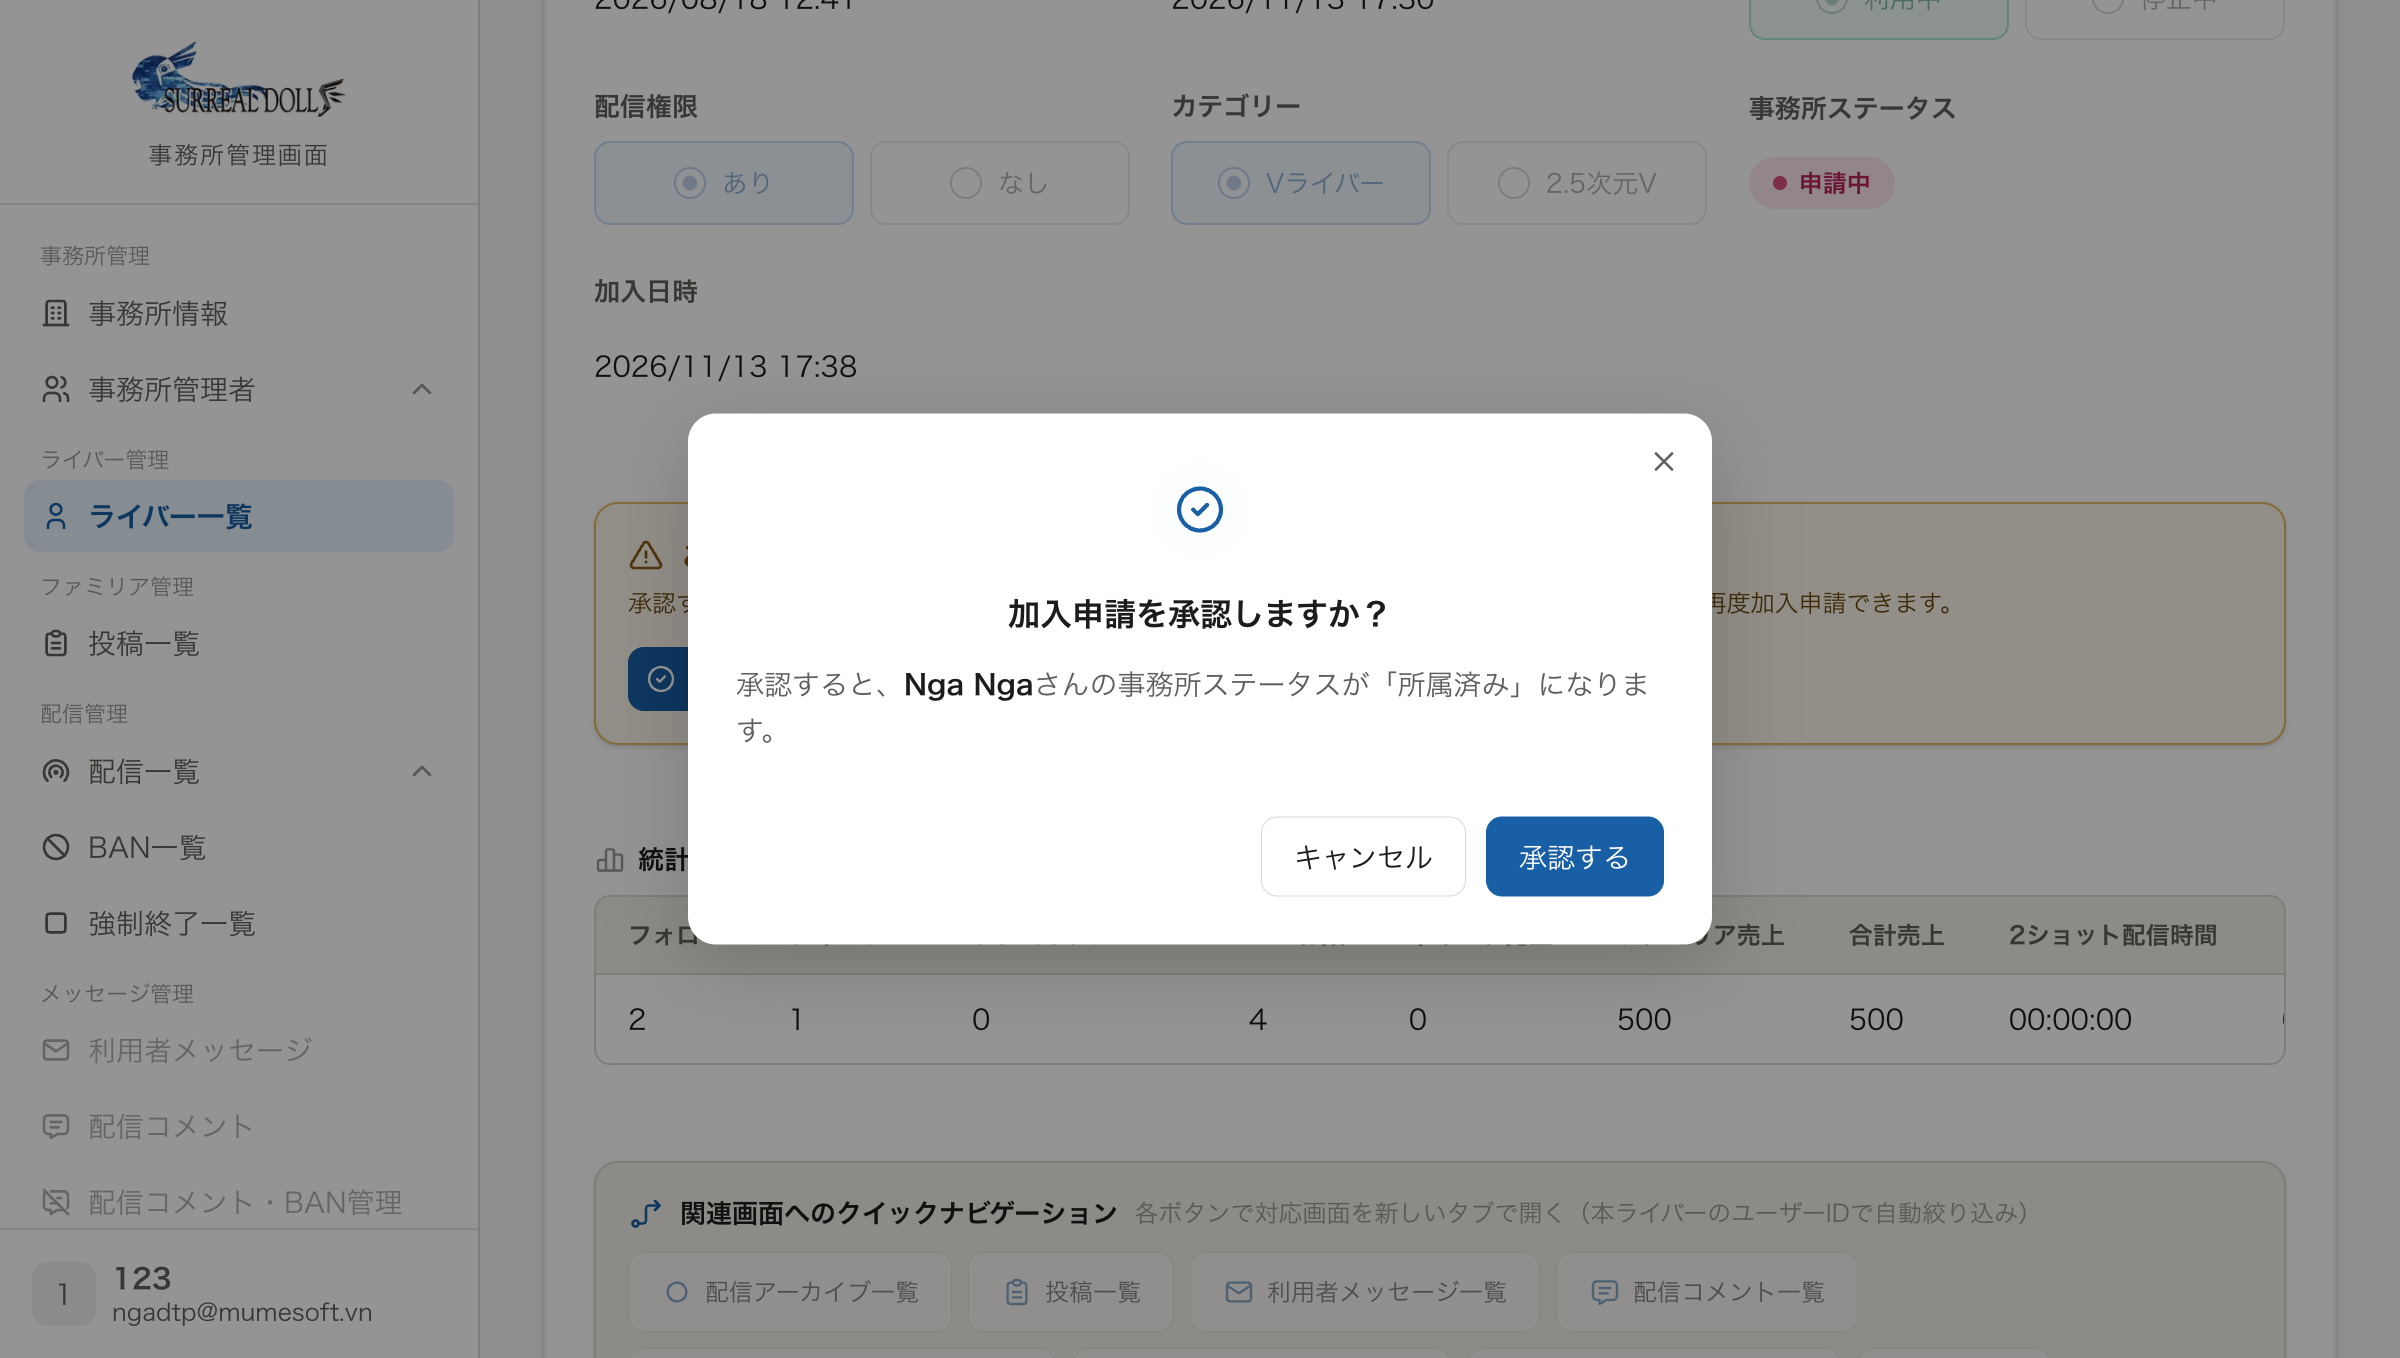 SURREAL DOLL
事務所管理画面
事務所管理
事務所情報
事務所管理者
ライバー管理
ライバー一覧
ファミリア管理
投稿一覧
配信管理
配信一覧
BAN一覧
強制終了一覧
メッセージ管理
利用者メッセージ
配信コメント
配信コメント・BAN管理
1
123
ngadtp@mumesoft.vn
2026/08/18 12:41
2026/11/13 17:30
利用中
停止中
配信権限
カテゴリー
事務所ステータス
あり
なし
Vライバー
2.5次元V
申請中
加入日時
2026/11/13 17:38
承認す
再度加入申請できます。
加入申請を承認しますか？
承認すると、Nga Ngaさんの事務所ステータスが「所属済み」になりま
す。
キャンセル
承認する
統計
フォロ
ア売上
合計売上
2ショット配信時間
2
1
0
4
0
500
500
00:00:00
関連画面へのクイックナビゲーション
各ボタンで対応画面を新しいタブで開く（本ライバーのユーザーIDで自動絞り込み）
配信アーカイブ一覧
投稿一覧
利用者メッセージ一覧
配信コメント一覧